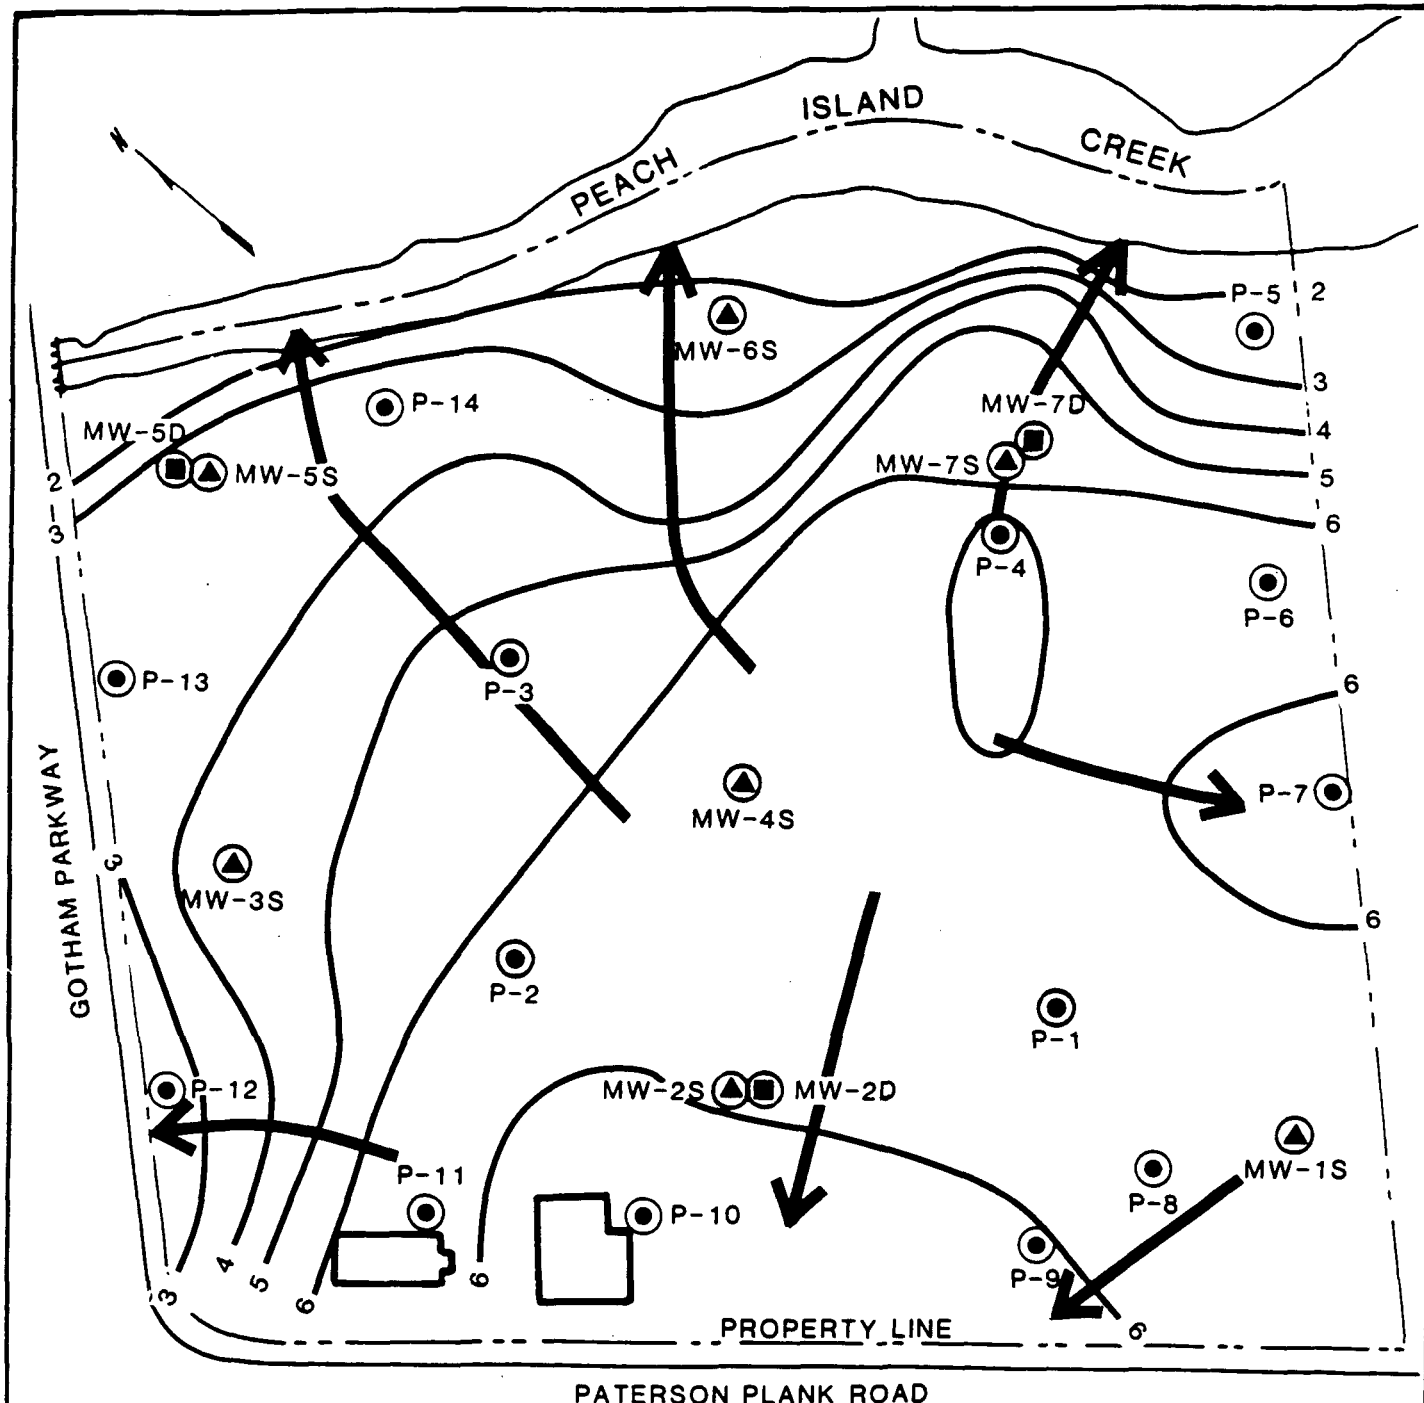 ISLAND
CREEK
PEACH
N
P-5
2
MW-6S
3
P-14
MW-7D
MW-5D
4
MW-7S
MW-5S
5
2
6
3
P-4
P-6
P-13
P-3
6
P-7
MW-4S
GOTHAM PARKWAY
3
MW-3S
6
P-2
P-1
P-12
MW-2S
MW-2D
P-11
MW-1S
P-8
P-10
P-9
4
5
6
3
6
6
PROPERTY LINE
PATERSON PLANK ROAD